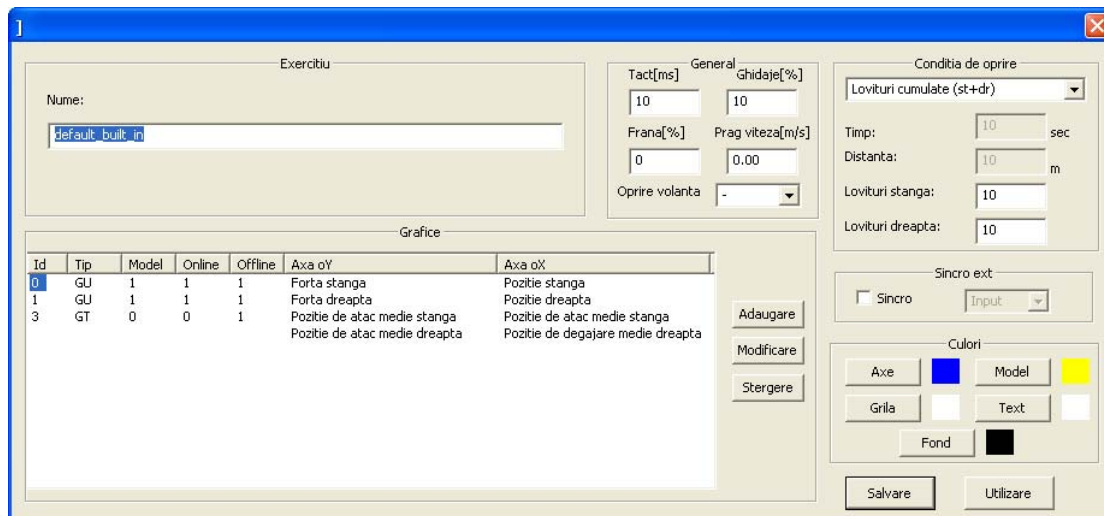 ]
Exercitiu
Nume:
default_built_in
General
Tact[ms] Ghidaje[%]
10 10
Frana[%] Prag viteza[m/s]
0 0.00
Oprire volanta -
Conditia de oprire
Lovituri cumulate (st+dr)
Timp: 10 sec
Distanta: 10 m
Lovituri stanga: 10
Lovituri dreapta: 10
Grafice
Id Tip Model Online Offline Axa oY Axa oX
0 GU 1 1 1 Forta stanga Pozitie stanga
1 GU 1 1 1 Forta dreapta Pozitie dreapta
3 GT 0 0 1 Pozitie de atac medie stanga Pozitie de atac medie stanga
Pozitie de atac medie dreapta Pozitie de degajare medie dreapta
Adaugare
Modificare
Stergere
Sincro ext
Sincro Input
Culori
Axe Model
Grila Text
Fond
Salvare Utilizare